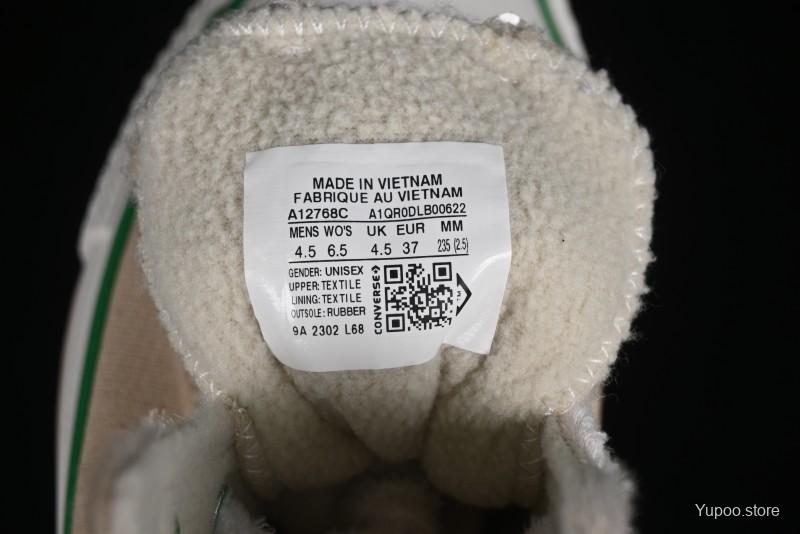 MADE IN VIETNAM
FABRIQUE AU VIETNAM
A12768C A1QR0DLB00622
MENS WO'S UK EUR MM
4.5 6.5 4.5 37 235 (2.5)
GENDER: UNISEX
UPPER: TEXTILE
LINING: TEXTILE
OUTSOLE: RUBBER
9A 2302 L68
CONVERSE
TM
Yupoo.store